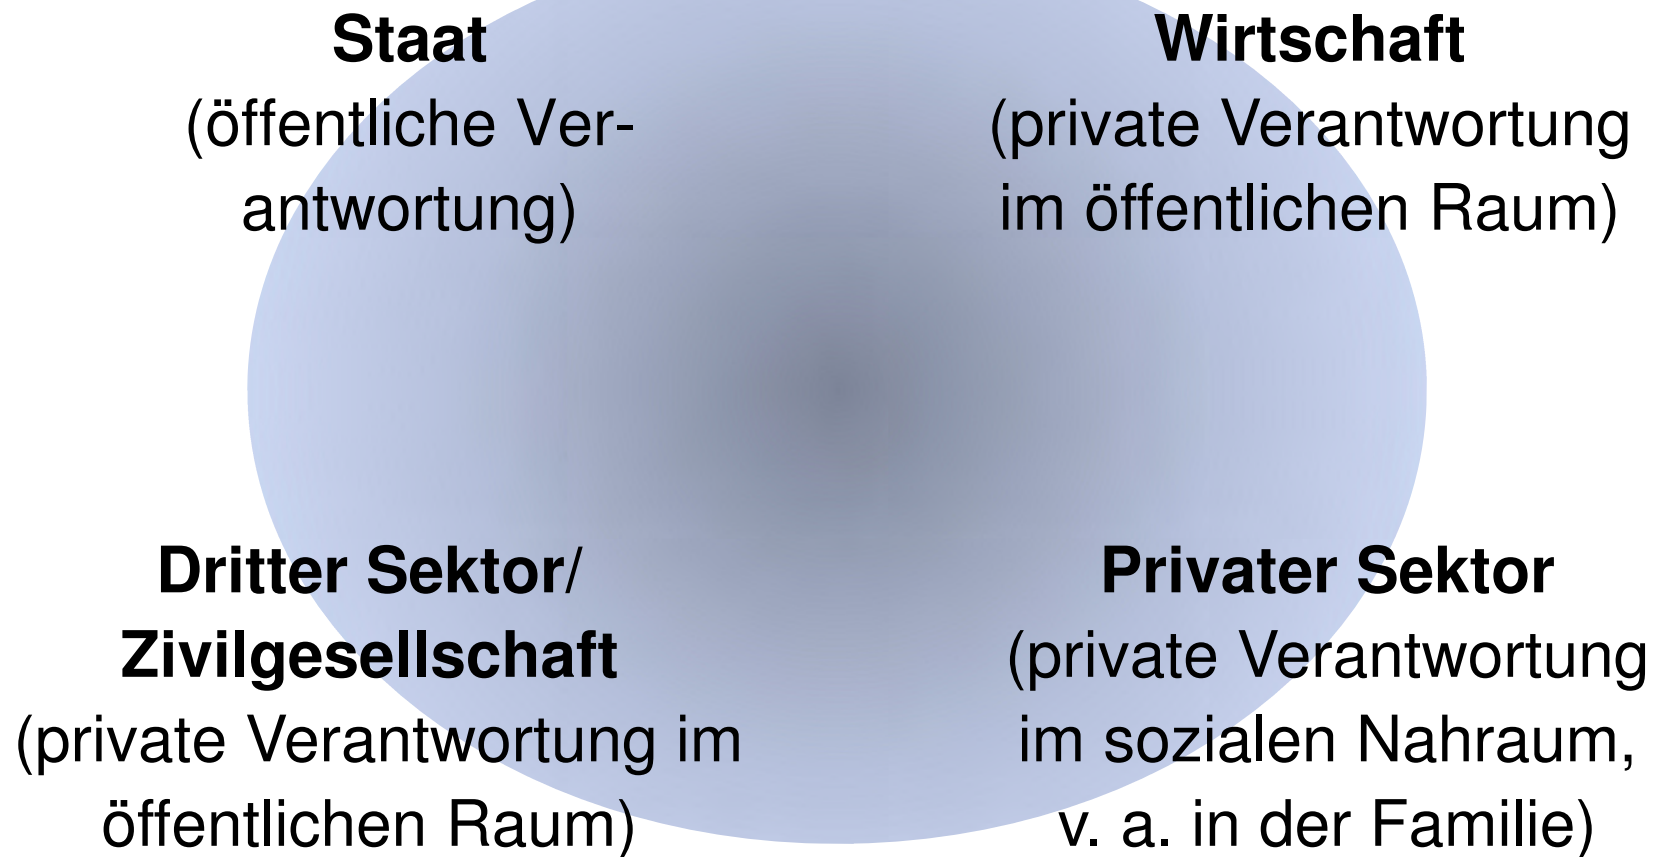 Staat
(öffentliche Ver-
antwortung)
Wirtschaft
(private Verantwortung
im öffentlichen Raum)
Dritter Sektor/
Zivilgesellschaft
(private Verantwortung im
öffentlichen Raum)
Privater Sektor
(private Verantwortung
im sozialen Nahraum,
v. a. in der Familie)